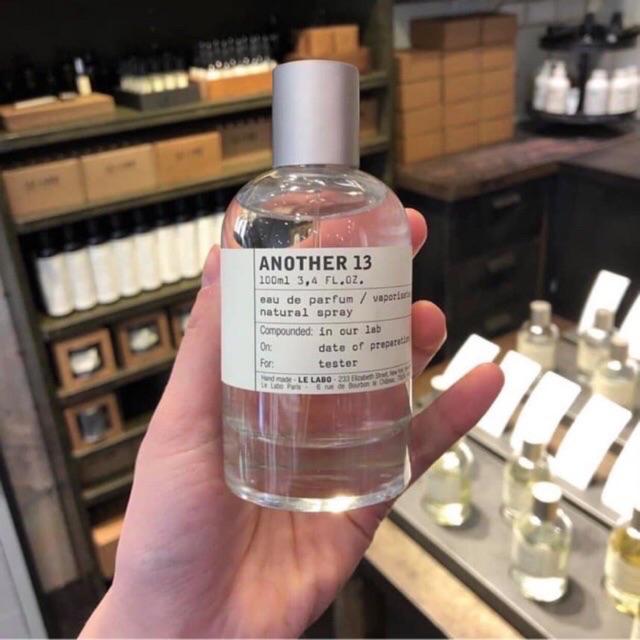 ANOTHER 13
100ml 3,4 FL.OZ.
eau de parfum / vaporisate
natural spray
Compounded: in our lab
On: date of preparation
For: tester
Hand made - LE LABO - 233 Elizabeth Street, New York
Le Labo Paris - 6 rue de Bourbon le Château,